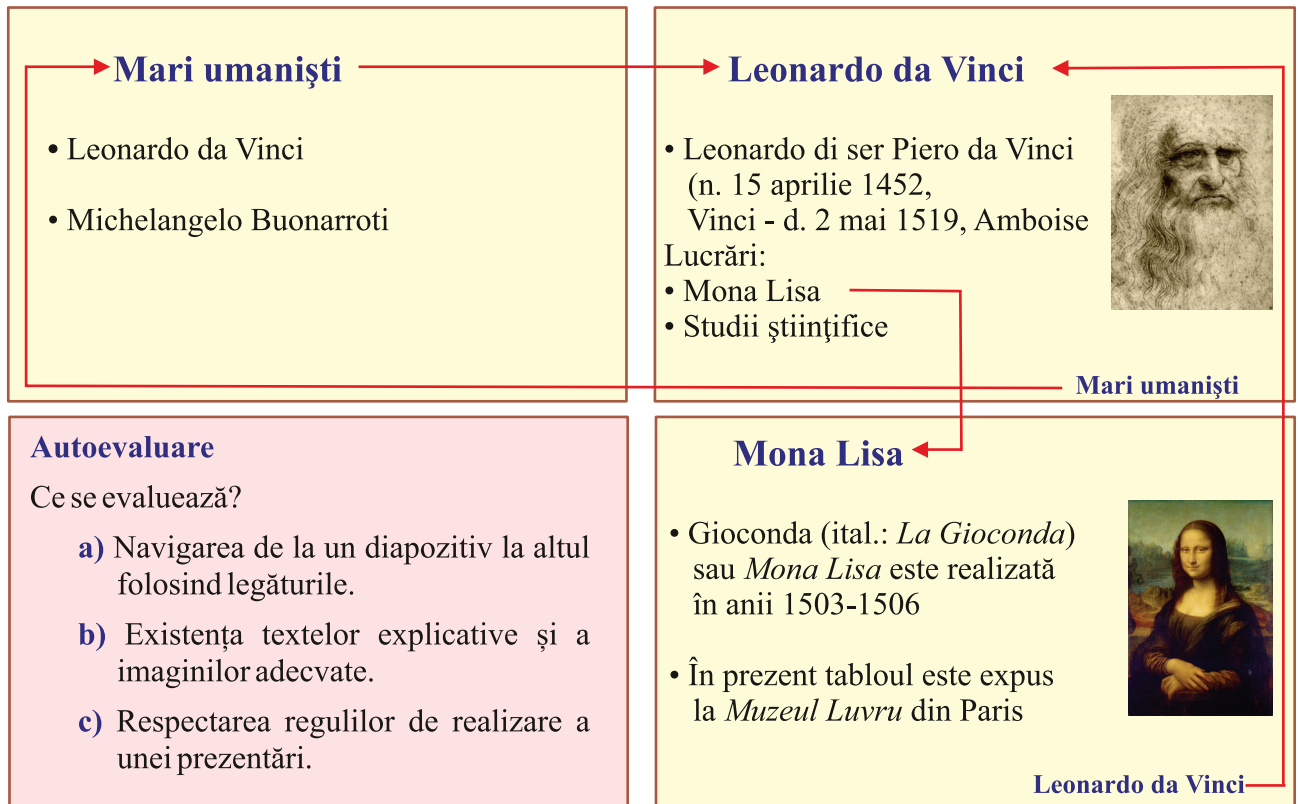 Mari umanişti
• Leonardo da Vinci
• Michelangelo Buonarroti
Leonardo da Vinci
• Leonardo di ser Piero da Vinci
(n. 15 aprilie 1452,
Vinci - d. 2 mai 1519, Amboise
Lucrări:
• Mona Lisa
• Studii ştiinţifice
Mari umanişti
Autoevaluare
Ce se evaluează?
a) Navigarea de la un diapozitiv la altul
folosind legăturile.
b) Existența textelor explicative și a
imaginilor adecvate.
c) Respectarea regulilor de realizare a
unei prezentări.
Mona Lisa
• Gioconda (ital.: La Gioconda)
sau Mona Lisa este realizată
în anii 1503-1506
• În prezent tabloul este expus
la Muzeul Luvru din Paris
Leonardo da Vinci